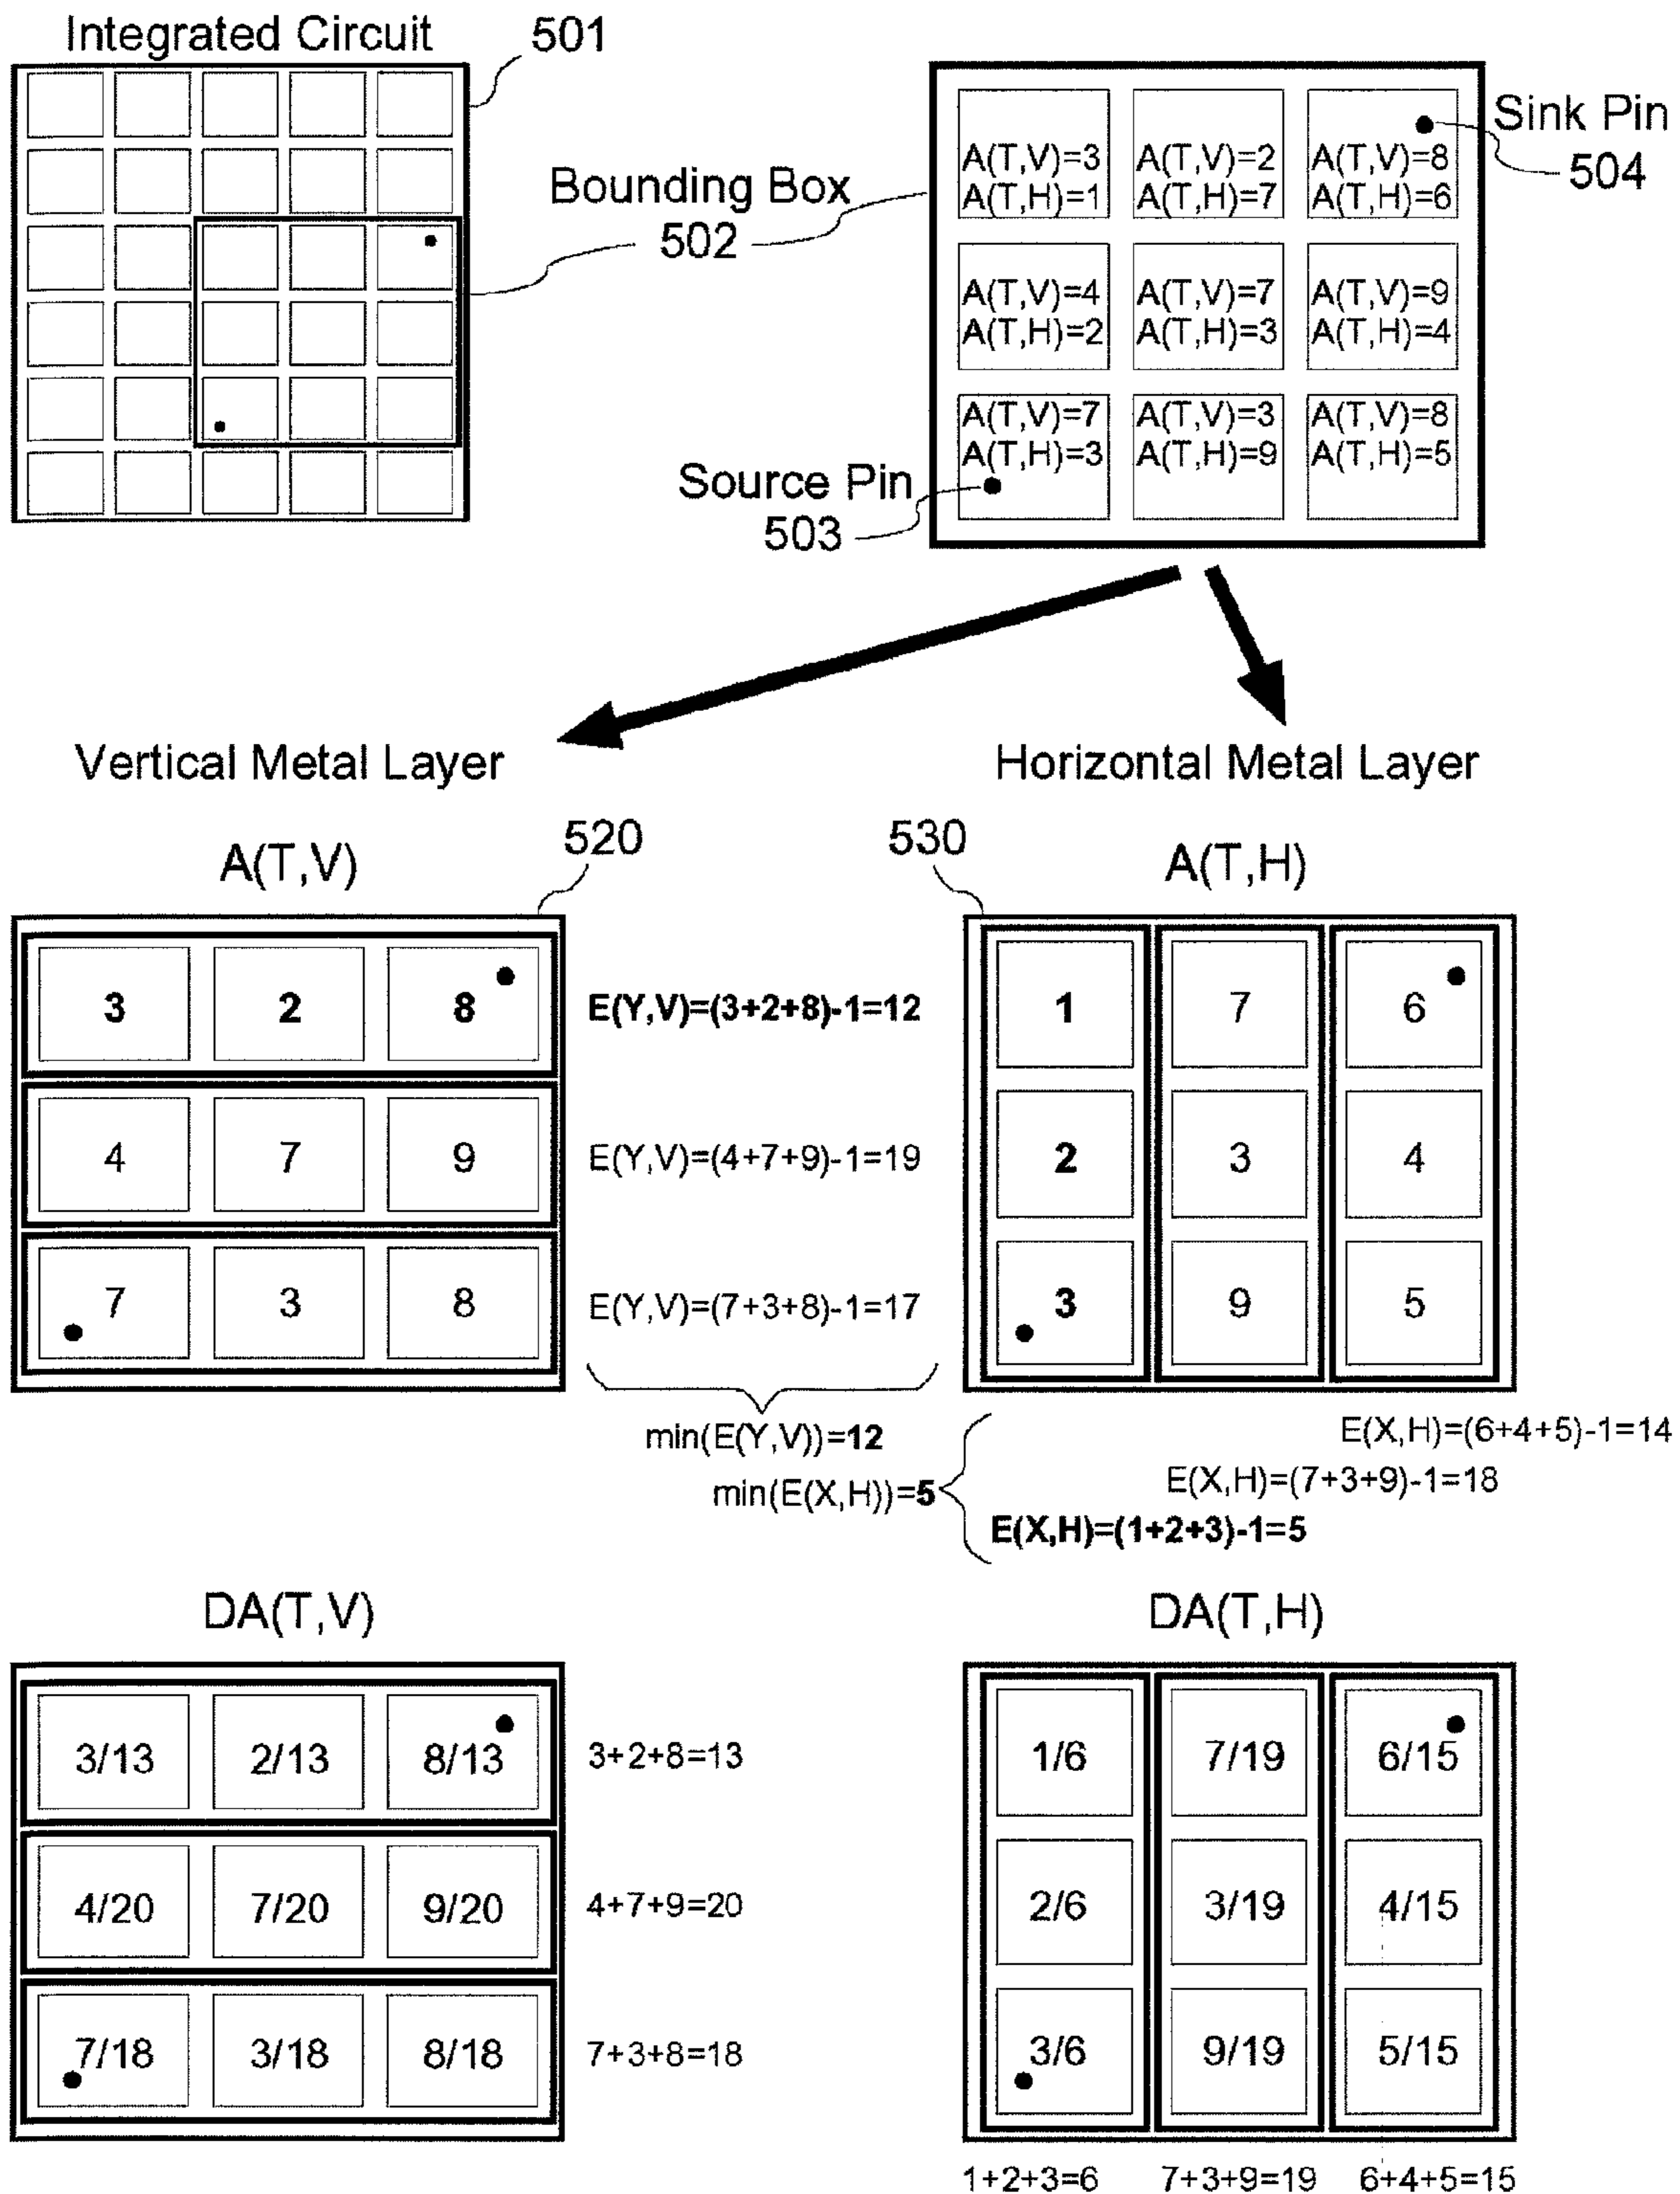 Integrated Circuit
501
Bounding Box
502
Sink Pin
504
A(T,V)=3 A(T,V)=2 A(T,V)=8
A(T,H)=1 A(T,H)=7 A(T,H)=6
A(T,V)=4 A(T,V)=7 A(T,V)=9
A(T,H)=2 A(T,H)=3 A(T,H)=4
A(T,V)=7 A(T,V)=3 A(T,V)=8
A(T,H)=3 A(T,H)=9 A(T,H)=5
Source Pin
503
Vertical Metal Layer
520
A(T,V)
3 2 8 E(Y,V)=(3+2+8)-1=12
4 7 9 E(Y,V)=(4+7+9)-1=19
7 3 8 E(Y,V)=(7+3+8)-1=17
min(E(Y,V))=12
Horizontal Metal Layer
530
A(T,H)
1 7 6
2 3 4
3 9 5
E(X,H)=(6+4+5)-1=14
E(X,H)=(7+3+9)-1=18
min(E(X,H))=5
E(X,H)=(1+2+3)-1=5
DA(T,V)
3/13 2/13 8/13 3+2+8=13
4/20 7/20 9/20 4+7+9=20
7/18 3/18 8/18 7+3+8=18
DA(T,H)
1/6 7/19 6/15
2/6 3/19 4/15
3/6 9/19 5/15
1+2+3=6 7+3+9=19 6+4+5=15